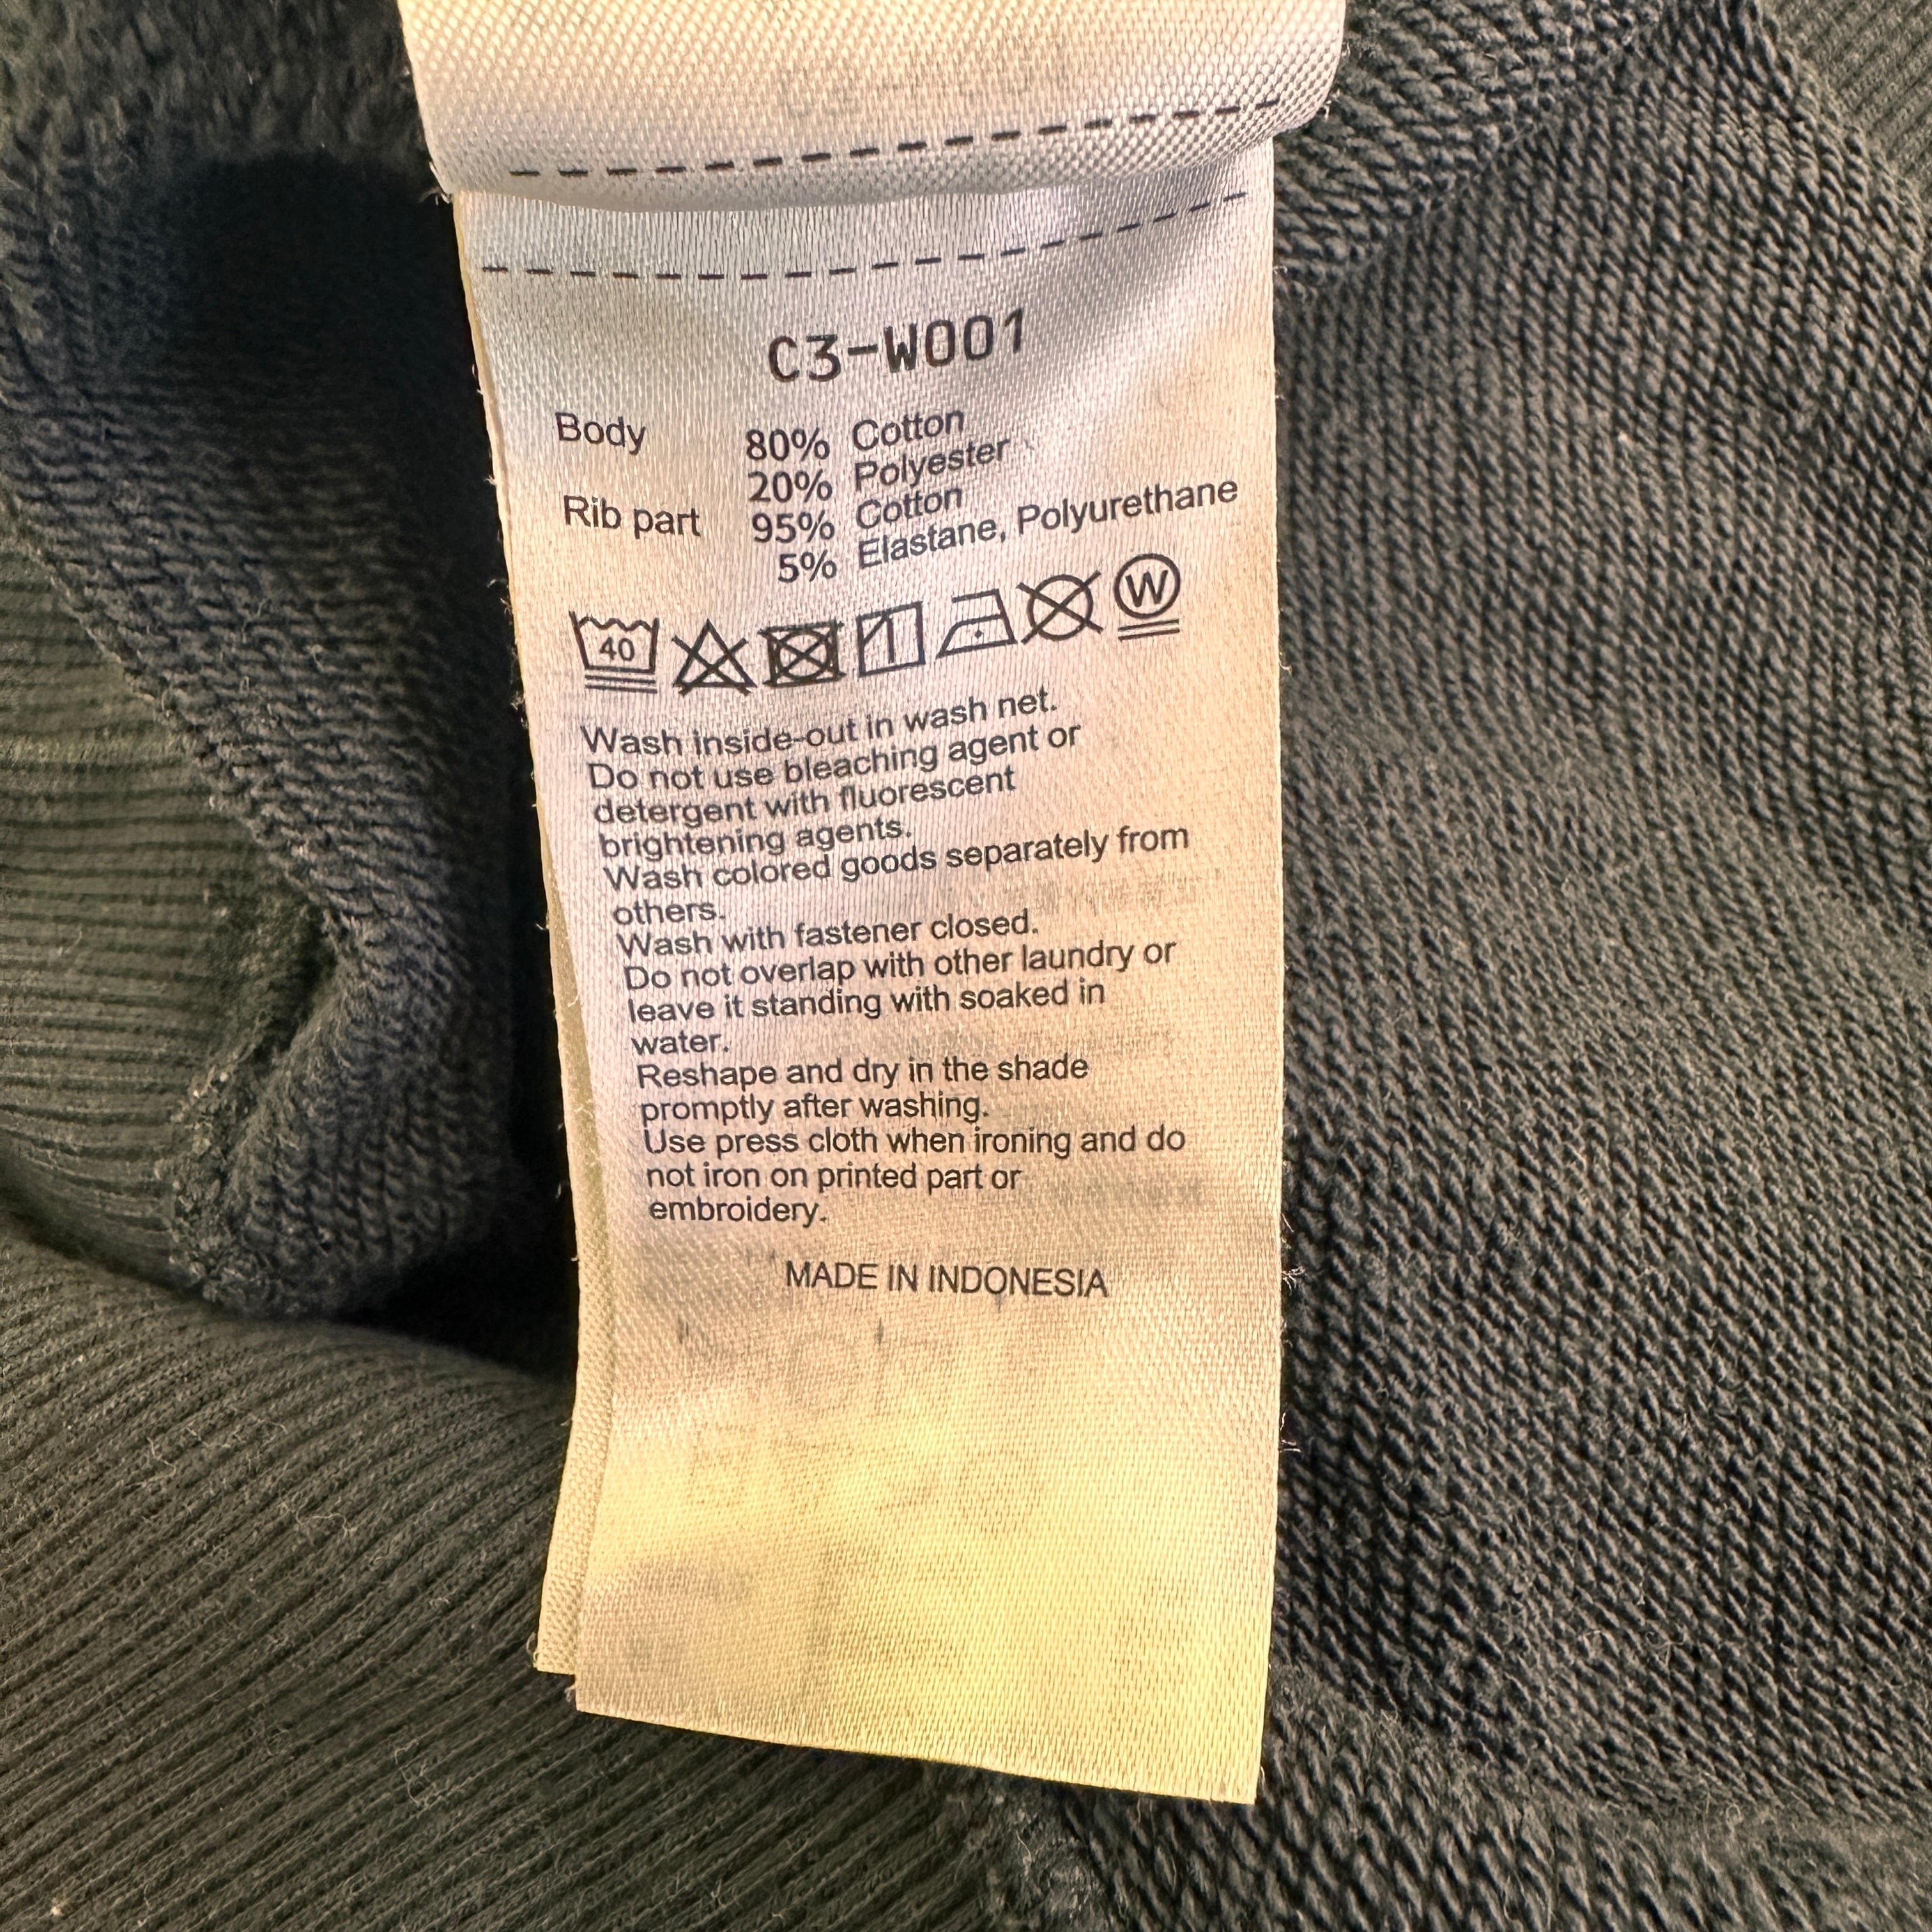 C3-W001
Body 80% Cotton
20% Polyester
Rib part 95% Cotton
5% Elastane, Polyurethane
40 W
Wash inside-out in wash net.
Do not use bleaching agent or
detergent with fluorescent
brightening agents.
Wash colored goods separately from
others.
Wash with fastener closed.
Do not overlap with other laundry or
leave it standing with soaked in
water.
Reshape and dry in the shade
promptly after washing.
Use press cloth when ironing and do
not iron on printed part or
embroidery.
MADE IN INDONESIA